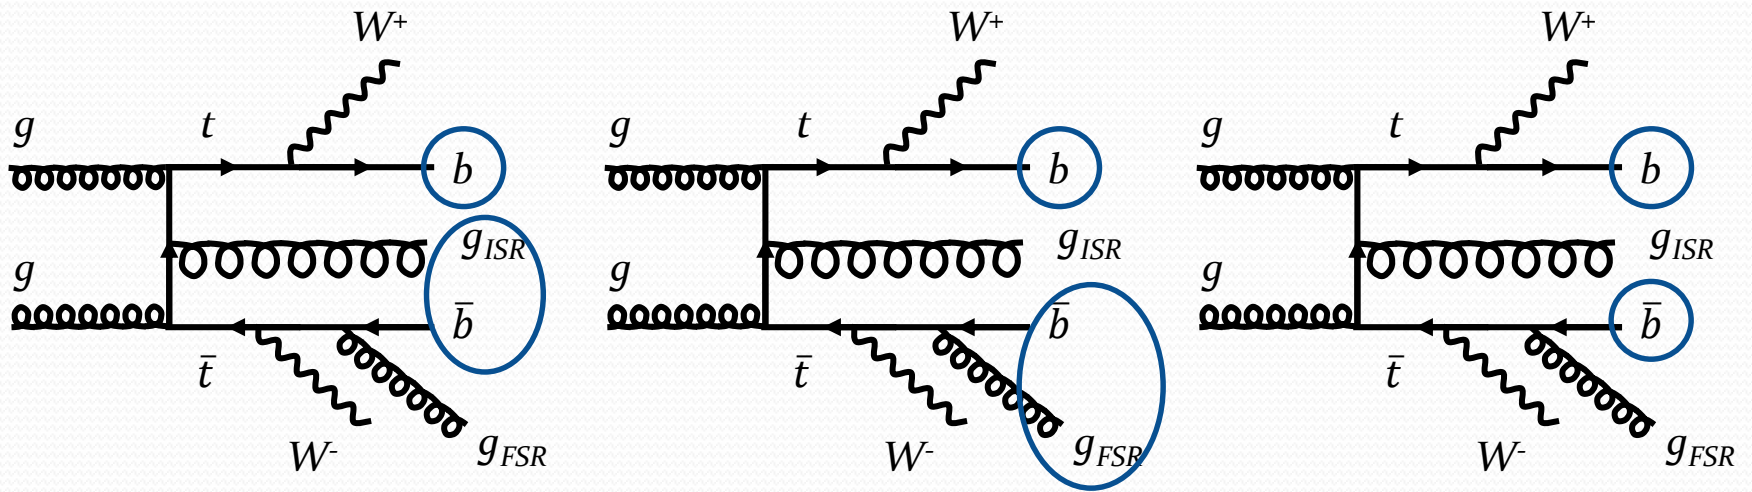 W⁺ W⁺ W⁺
g t g t g t
b b b
g_ISR g_ISR g_ISR
g g g
b̄ b̄ b̄
t̄ t̄ t̄
W⁻ g_FSR W⁻ g_FSR W⁻ g_FSR